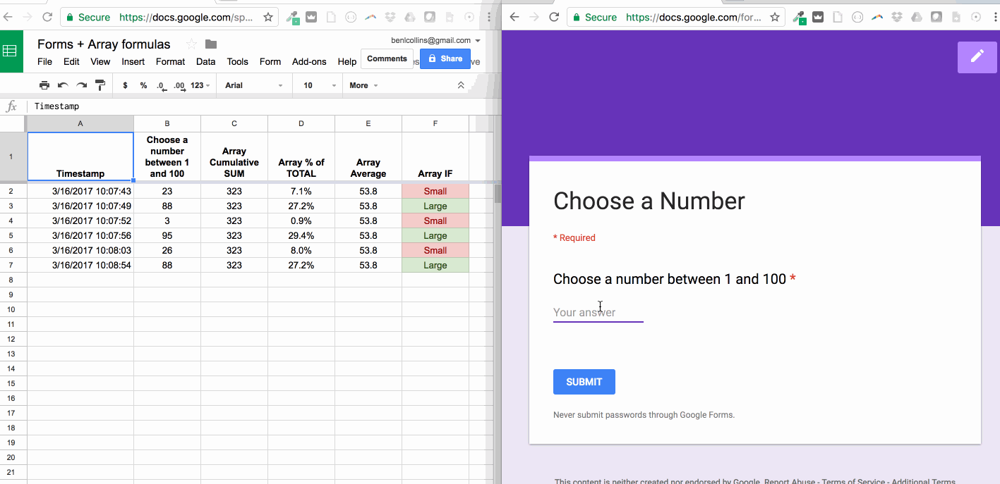 Secure https://docs.google.com/sp...
Forms + Array formulas
benlcollins@gmail.com
File Edit View Insert Format Data Tools Form Add-ons Help
Comments
Share
$ % .0 .00 123 Arial 10 More
fx Timestamp
A B C D E F
1 Timestamp Choose a number between 1 and 100 Array Cumulative SUM Array % of TOTAL Array Average Array IF
2 3/16/2017 10:07:43 23 323 7.1% 53.8 Small
3 3/16/2017 10:07:49 88 323 27.2% 53.8 Large
4 3/16/2017 10:07:52 3 323 0.9% 53.8 Small
5 3/16/2017 10:07:56 95 323 29.4% 53.8 Large
6 3/16/2017 10:08:03 26 323 8.0% 53.8 Small
7 3/16/2017 10:08:54 88 323 27.2% 53.8 Large
8
9
10
11
12
13
14
15
16
17
18
19
20
21
Secure https://docs.google.com/for...
Choose a Number
* Required
Choose a number between 1 and 100 *
Your answer
SUBMIT
Never submit passwords through Google Forms.
This content is neither created nor endorsed by Google. Report Abuse - Terms of Service - Additional Terms